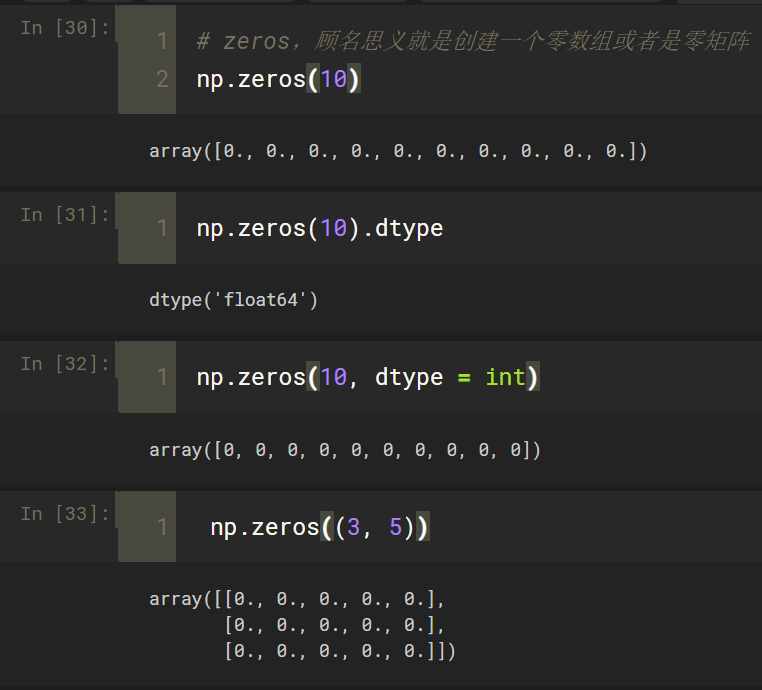 In [30]:
1 # zeros，顾名思义就是创建一个零数组或者是零矩阵
2 np.zeros(10)
array([0., 0., 0., 0., 0., 0., 0., 0., 0., 0.])
In [31]:
1 np.zeros(10).dtype
dtype('float64')
In [32]:
1 np.zeros(10, dtype = int)
array([0, 0, 0, 0, 0, 0, 0, 0, 0, 0])
In [33]:
1 np.zeros((3, 5))
array([[0., 0., 0., 0., 0.],
[0., 0., 0., 0., 0.],
[0., 0., 0., 0., 0.]])